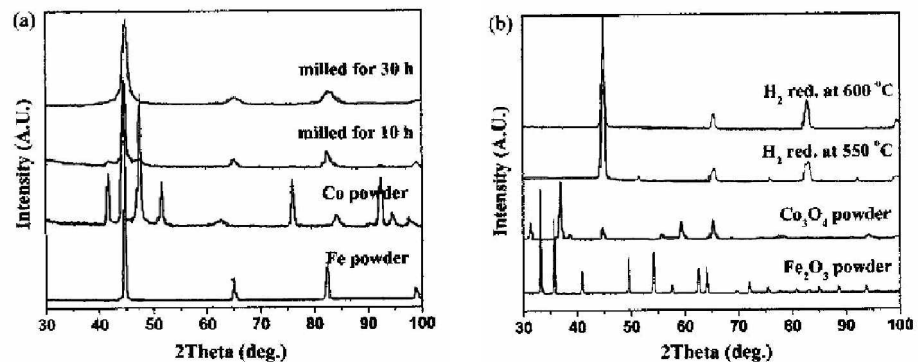 (a)
Intensity (A.U.)
milled for 30 h
milled for 10 h
Co powder
Fe powder
30 40 50 60 70 80 90 100
2Theta (deg.)
(b)
Intensity (A.U.)
H₂ red. at 600 °C
H₂ red. at 550 °C
Co₃O₄ powder
Fe₂O₃ powder
30 40 50 60 70 80 90 100
2Theta (deg.)